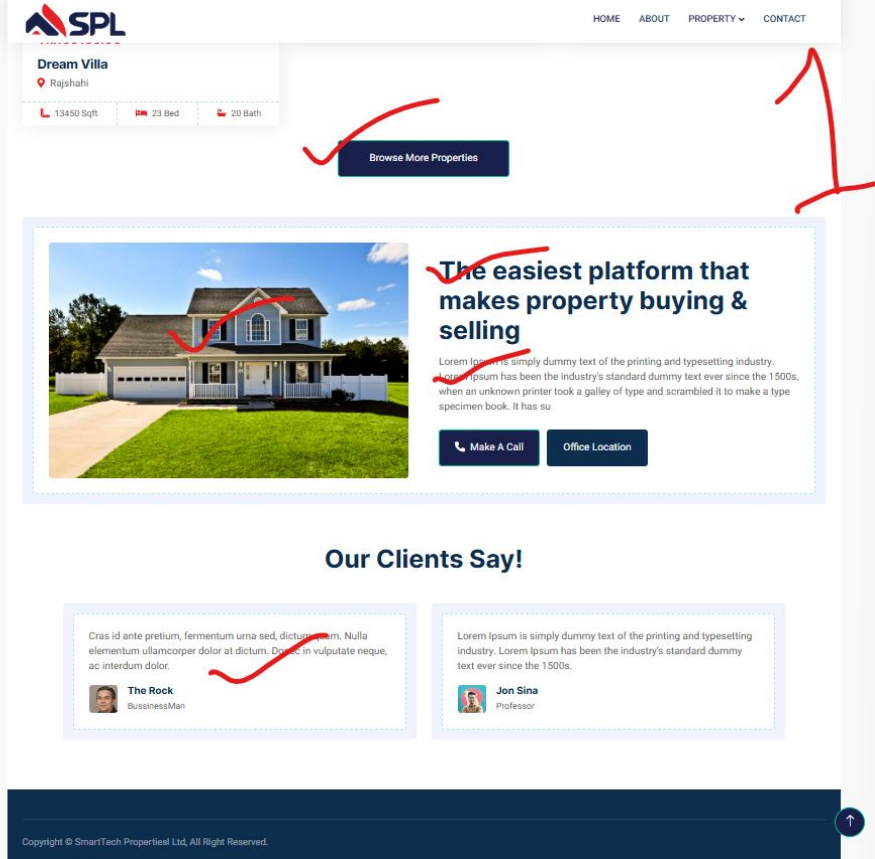 SPL
HOME ABOUT PROPERTY CONTACT
Dream Villa
Rajshahi
13450 Sqft 23 Bed 20 Bath
Browse More Properties
The easiest platform that
makes property buying &
selling
Lorem Ipsum is simply dummy text of the printing and typesetting industry.
Lorem Ipsum has been the industry's standard dummy text ever since the 1500s,
when an unknown printer took a galley of type and scrambled it to make a type
specimen book. It has su
Make A Call Office Location
Our Clients Say!
Cras id ante pretium, fermentum urna sed, dictum quam. Nulla
elementum ullamcorper dolor at dictum. Donec in vulputate neque,
ac interdum dolor.
The Rock
BussinessMan
Lorem Ipsum is simply dummy text of the printing and typesetting
industry. Lorem Ipsum has been the industry's standard dummy
text ever since the 1500s.
Jon Sina
Professor
Copyright © SmartTech Propertieal Ltd, All Right Reserved.